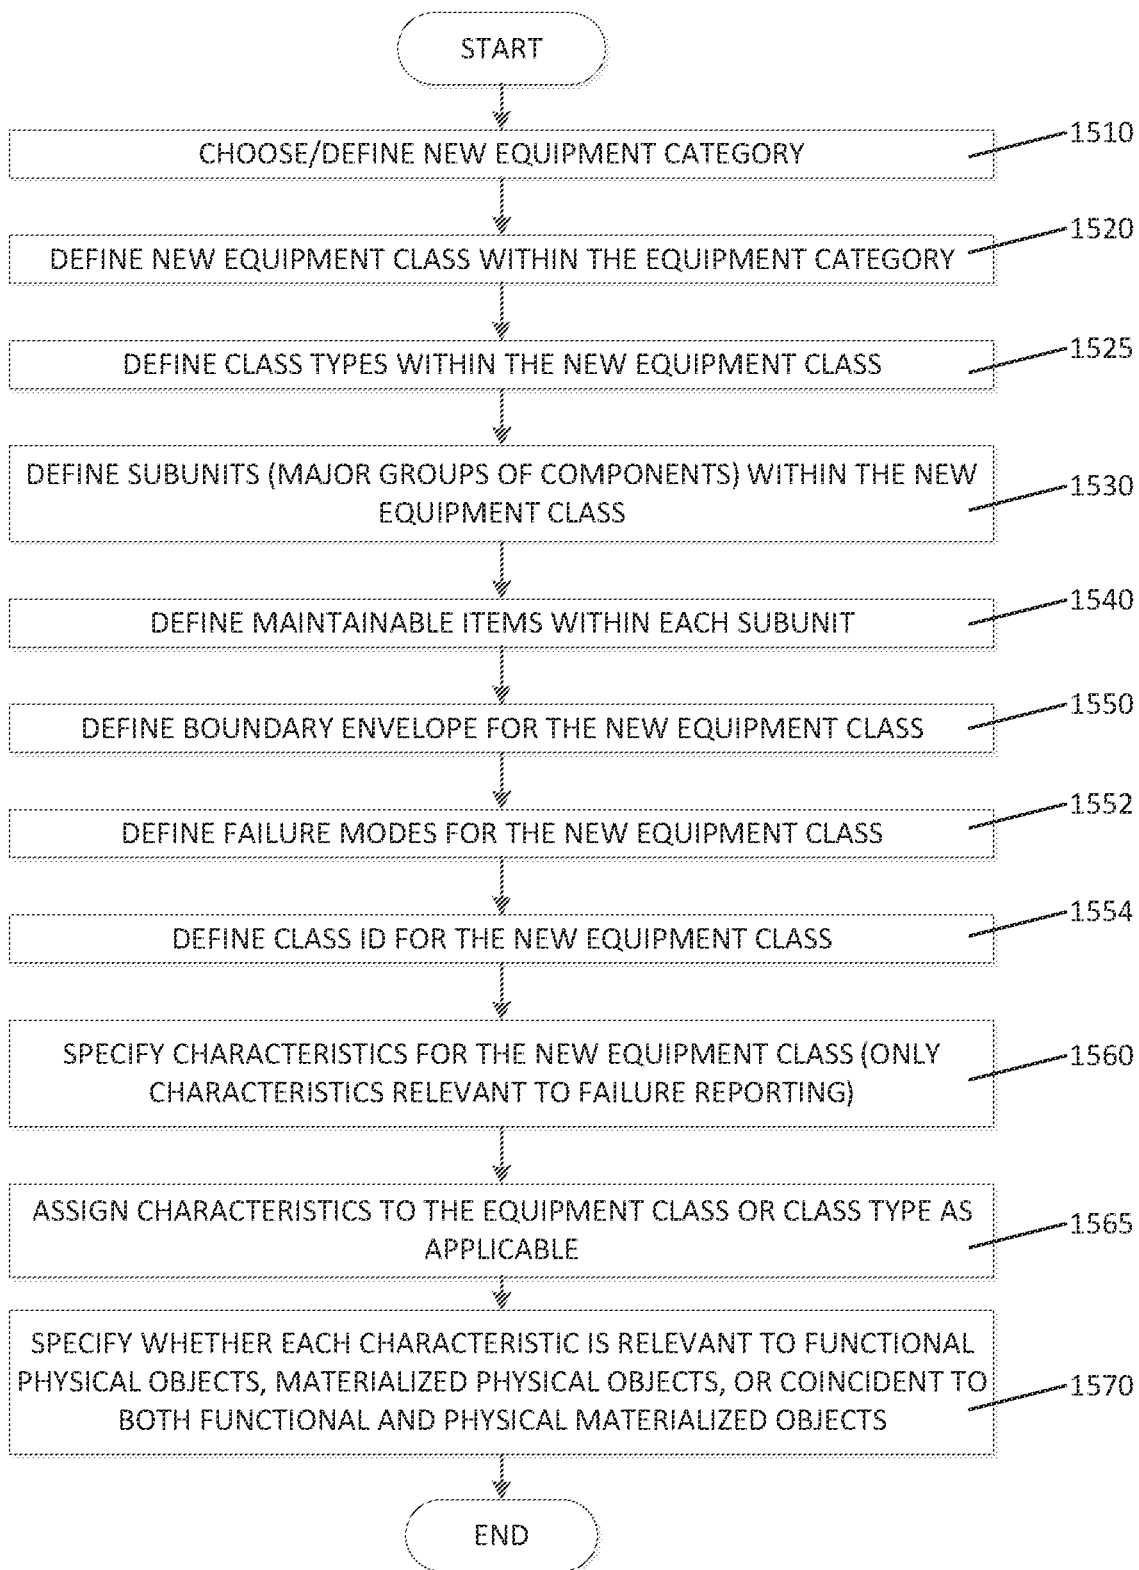 START
CHOOSE/DEFINE NEW EQUIPMENT CATEGORY
1510
DEFINE NEW EQUIPMENT CLASS WITHIN THE EQUIPMENT CATEGORY
1520
DEFINE CLASS TYPES WITHIN THE NEW EQUIPMENT CLASS
1525
DEFINE SUBUNITS (MAJOR GROUPS OF COMPONENTS) WITHIN THE NEW
EQUIPMENT CLASS
1530
DEFINE MAINTAINABLE ITEMS WITHIN EACH SUBUNIT
1540
DEFINE BOUNDARY ENVELOPE FOR THE NEW EQUIPMENT CLASS
1550
DEFINE FAILURE MODES FOR THE NEW EQUIPMENT CLASS
1552
DEFINE CLASS ID FOR THE NEW EQUIPMENT CLASS
1554
SPECIFY CHARACTERISTICS FOR THE NEW EQUIPMENT CLASS (ONLY
CHARACTERISTICS RELEVANT TO FAILURE REPORTING)
1560
ASSIGN CHARACTERISTICS TO THE EQUIPMENT CLASS OR CLASS TYPE AS
APPLICABLE
1565
SPECIFY WHETHER EACH CHARACTERISTIC IS RELEVANT TO FUNCTIONAL
PHYSICAL OBJECTS, MATERIALIZED PHYSICAL OBJECTS, OR COINCIDENT TO
BOTH FUNCTIONAL AND PHYSICAL MATERIALIZED OBJECTS
1570
END